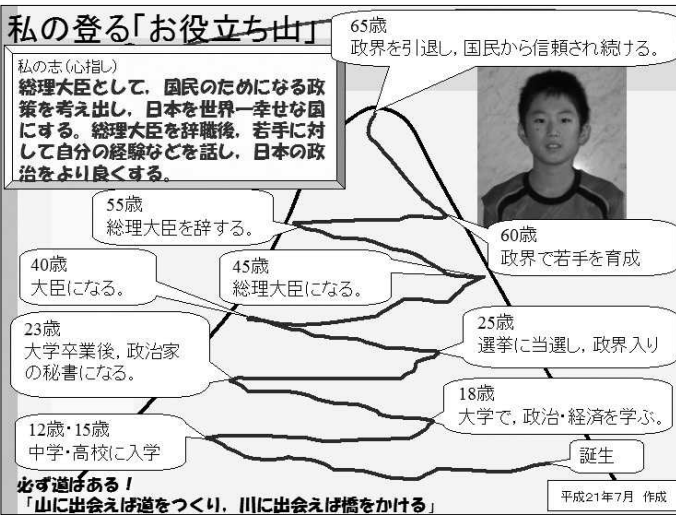 私の登る「お役立ち山」
私の志(心指し)
総理大臣として，国民のためになる政
策を考え出し，日本を世界一幸せな国
にする。総理大臣を辞職後，若手に対
して自分の経験などを話し，日本の政
治をより良くする。
65歳
政界を引退し，国民から信頼され続ける。
55歳
総理大臣を辞する。
60歳
政界で若手を育成
40歳
大臣になる。
45歳
総理大臣になる。
23歳
大学卒業後，政治家
の秘書になる。
25歳
選挙に当選し，政界入り
18歳
大学で，政治・経済を学ぶ。
12歳・15歳
中学・高校に入学
誕生
必ず道はある！
「山に出会えば道をつくり，川に出会えば橋をかける」
平成21年7月 作成